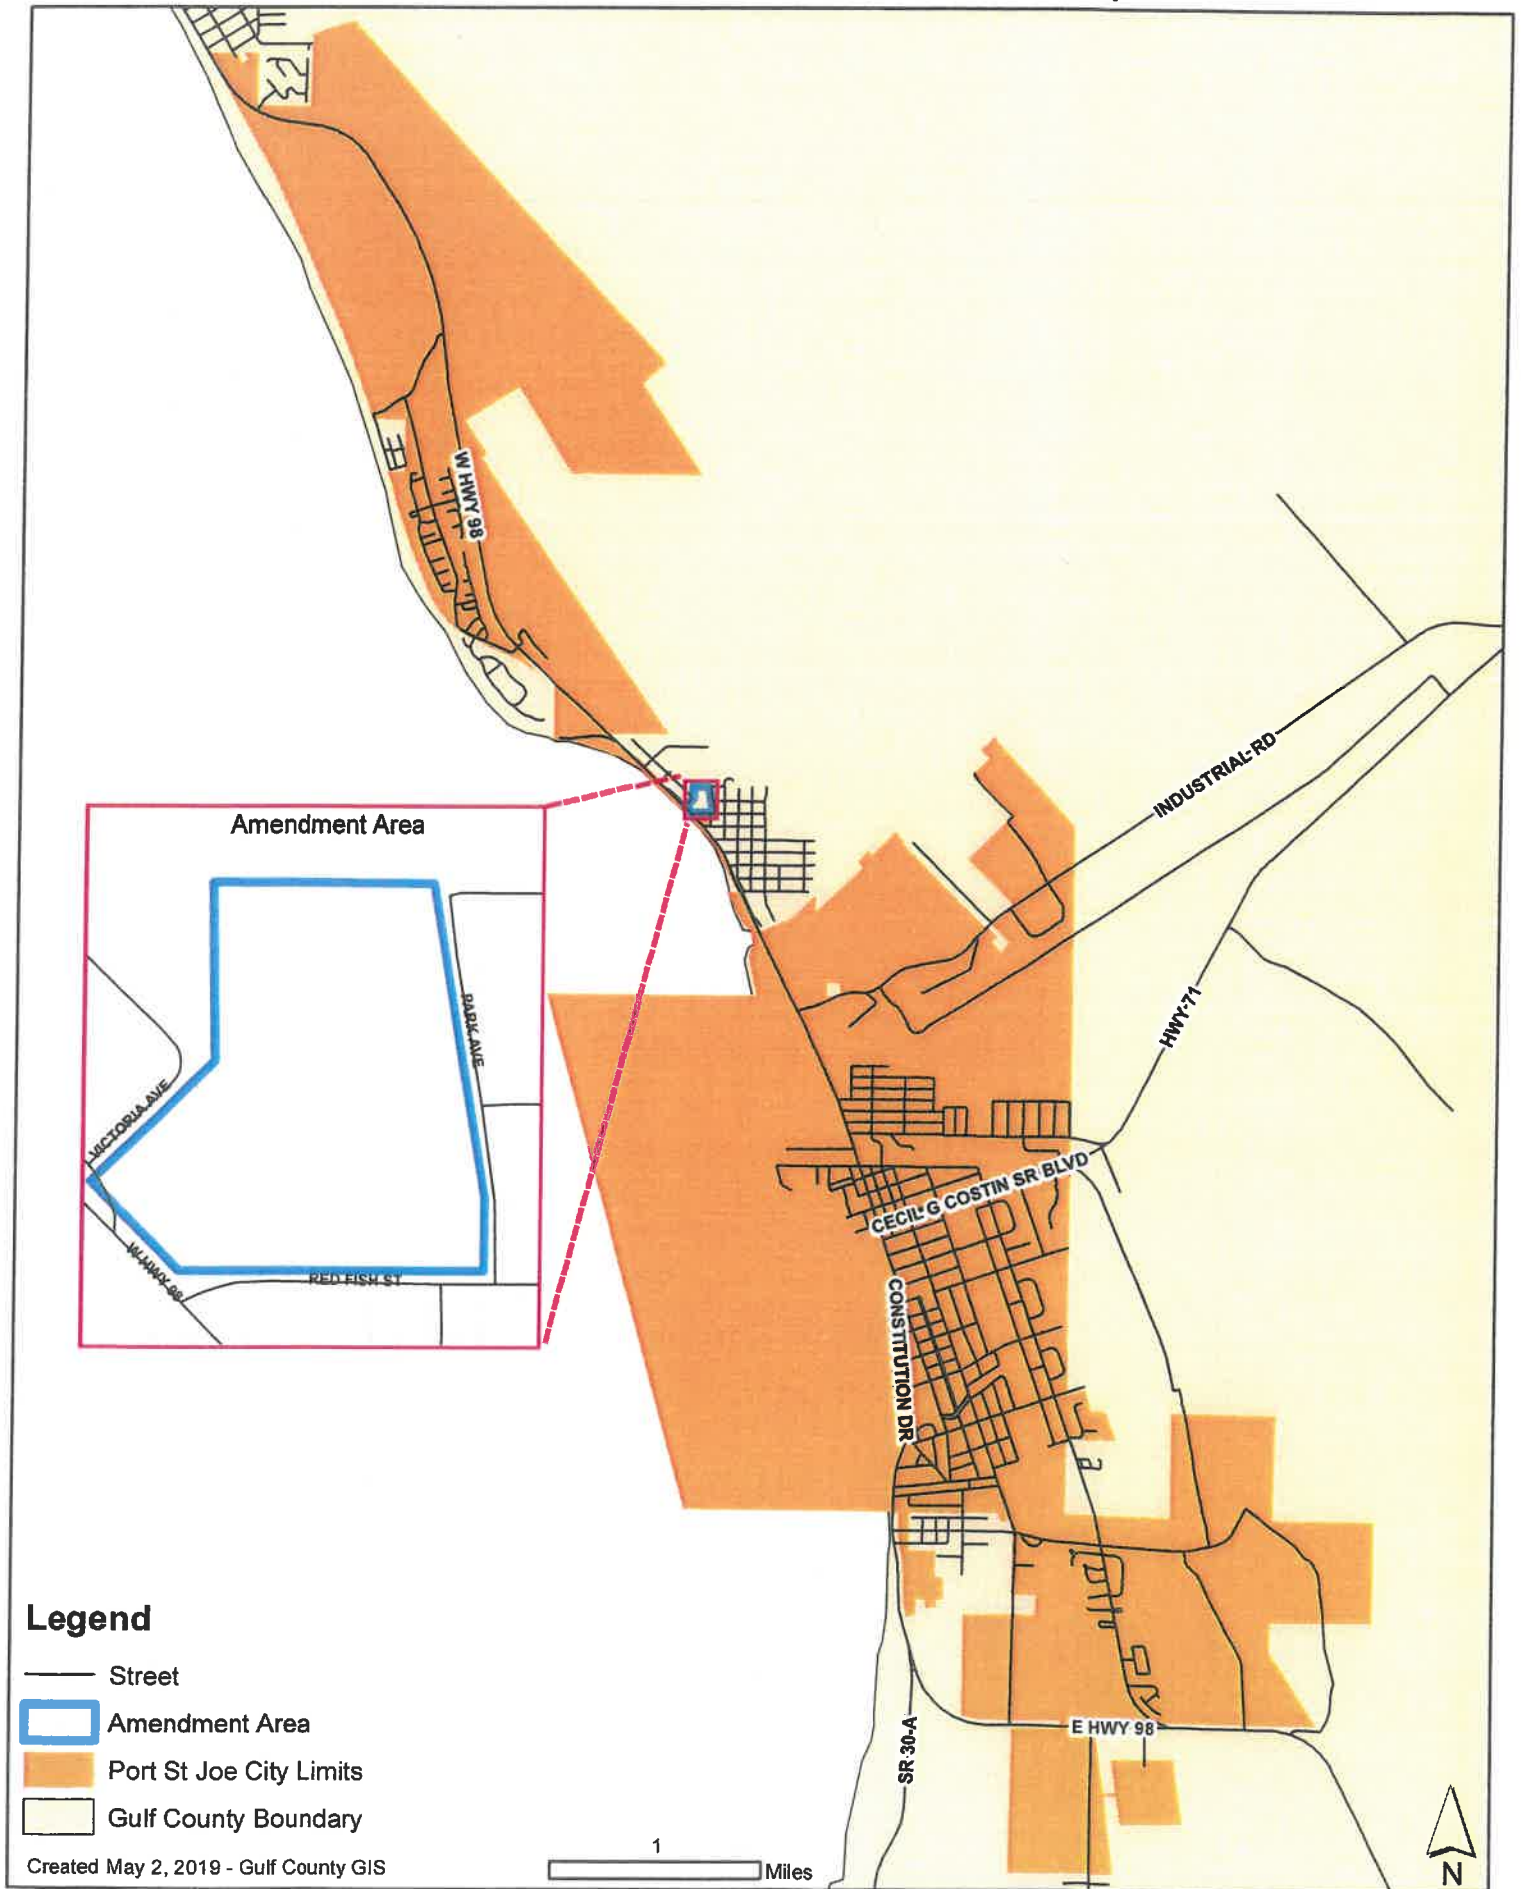 W HWY 98
INDUSTRIAL RD
Amendment Area
PARK AVE
HWY 71
VICTORIA AVE
CECIL G COSTIN SR BLVD
W HWY 98
RED FISH ST
CONSTITUTION DR
Legend
Street
Amendment Area
Port St Joe City Limits
Gulf County Boundary
Created May 2, 2019 - Gulf County GIS
E HWY 98
SR 30-A
1
Miles
N